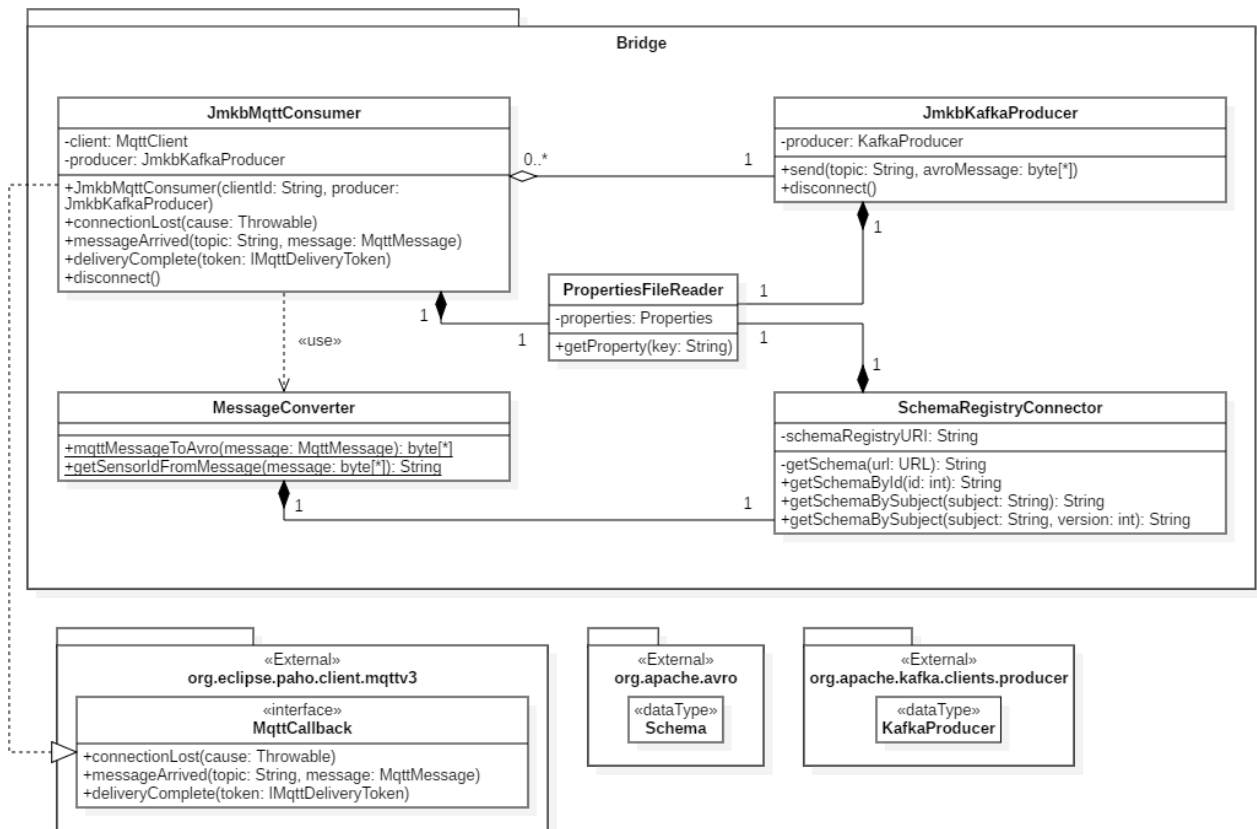 Bridge
JmkbMqttConsumer
-client: MqttClient
-producer: JmkbKafkaProducer
+JmkbMqttConsumer(clientId: String, producer:
JmkbKafkaProducer)
+connectionLost(cause: Throwable)
+messageArrived(topic: String, message: MqttMessage)
+deliveryComplete(token: IMqttDeliveryToken)
+disconnect()
0..*
1
JmkbKafkaProducer
-producer: KafkaProducer
+send(topic: String, avroMessage: byte[*])
+disconnect()
1
1
PropertiesFileReader
-properties: Properties
+getProperty(key: String)
1
1
1
1
«use»
MessageConverter
+mqttMessageToAvro(message: MqttMessage): byte[*]
+getSensorIdFromMessage(message: byte[*]): String
1
1
SchemaRegistryConnector
-schemaRegistryURI: String
-getSchema(url: URL): String
+getSchemaById(id: int): String
+getSchemaBySubject(subject: String): String
+getSchemaBySubject(subject: String, version: int): String
«External»
org.eclipse.paho.client.mqttv3
«interface»
MqttCallback
+connectionLost(cause: Throwable)
+messageArrived(topic: String, message: MqttMessage)
+deliveryComplete(token: IMqttDeliveryToken)
«External»
org.apache.avro
«dataType»
Schema
«External»
org.apache.kafka.clients.producer
«dataType»
KafkaProducer